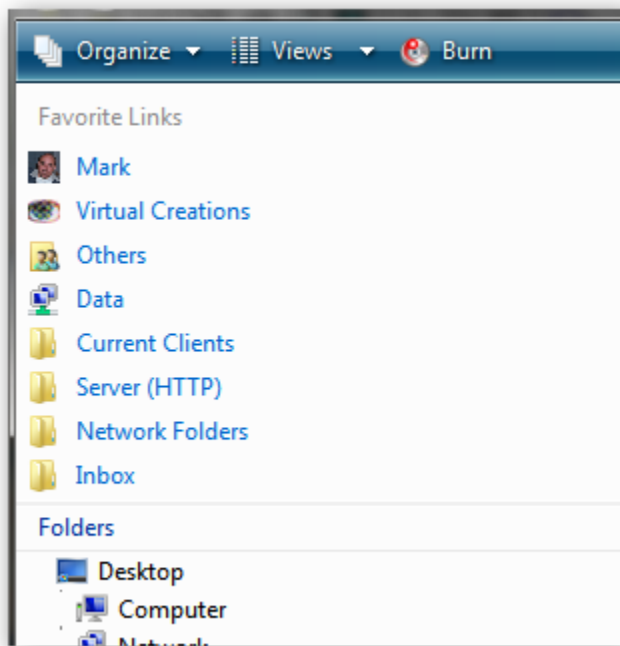 Organize Views Burn
Favorite Links
Mark
Virtual Creations
Others
Data
Current Clients
Server (HTTP)
Network Folders
Inbox
Folders
Desktop
Computer
Network